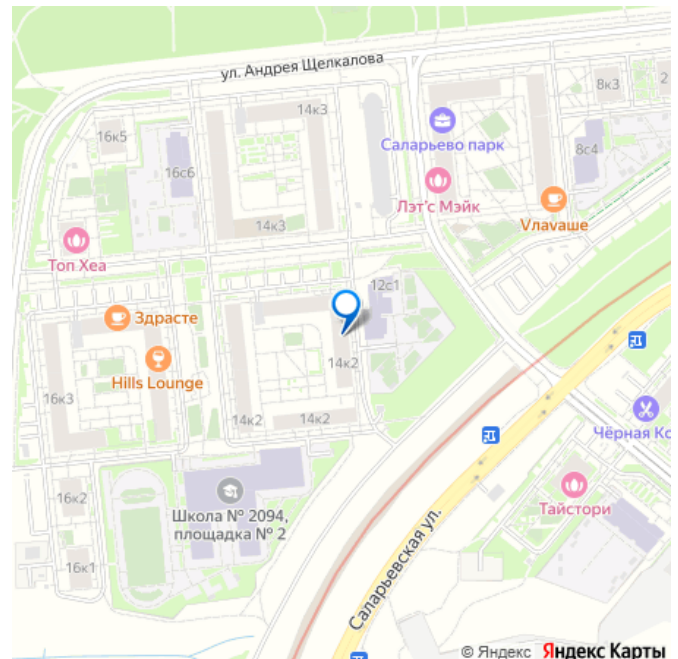 ул. Андрея Щелкалова
8к3
2
14к3
16к5
Саларьево парк
8с4
16с6
Лэт'с Мэйк
Vлаvаше
14к3
Топ Хеа
12с1
Здрасте
14к2
Hills Lounge
16к3
14к2
14к2
Чёрная Ко
16к2
Школа № 2094,
площадка № 2
Тайстори
16к1
Саларьевская ул.
© Яндекс Яндекс Карты